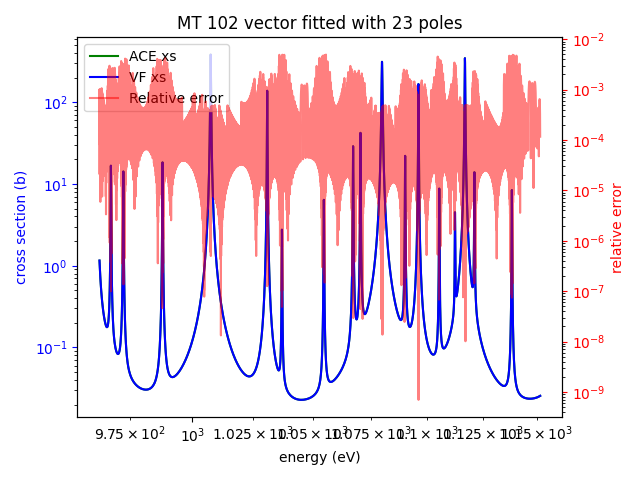 MT 102 vector fitted with 23 poles
ACE xs
VF xs
Relative error
cross section (b)
10²
10¹
10⁰
10⁻¹
10⁻²
10⁻³
10⁻⁴
10⁻⁵
10⁻⁶
10⁻⁷
10⁻⁸
10⁻⁹
relative error
9.75 × 10² 10³ 1.025 × 10³ 1.05 × 10³ 1.075 × 10³ 1.1 × 10³ 1.125 × 10³ 1.15 × 10³
energy (eV)